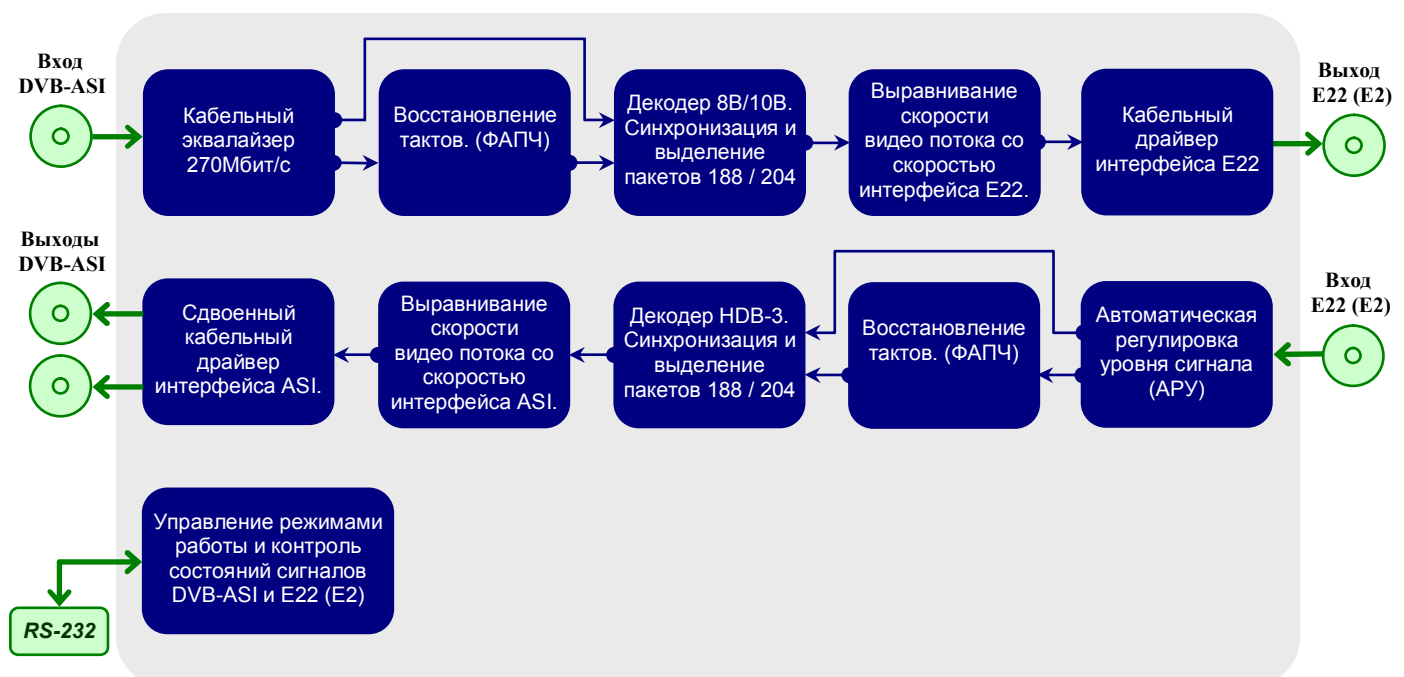 Вход
DVB-ASI
Кабельный
эквалайзер
270Мбит/с
Восстановление
тактов. (ФАПЧ)
Декодер 8B/10B.
Синхронизация и
выделение
пакетов 188 / 204
Выравнивание
скорости
видео потока со
скоростью
интерфейса E22.
Кабельный
драйвер
интерфейса E22
Выход
E22 (E2)
Выходы
DVB-ASI
Сдвоенный
кабельный
драйвер
интерфейса ASI.
Выравнивание
скорости
видео потока со
скоростью
интерфейса ASI.
Декодер HDB-3.
Синхронизация и
выделение
пакетов 188 / 204
Восстановление
тактов. (ФАПЧ)
Автоматическая
регулировка
уровня сигнала
(АРУ)
Вход
E22 (E2)
Управление режимами
работы и контроль
состояний сигналов
DVB-ASI и E22 (E2)
RS-232